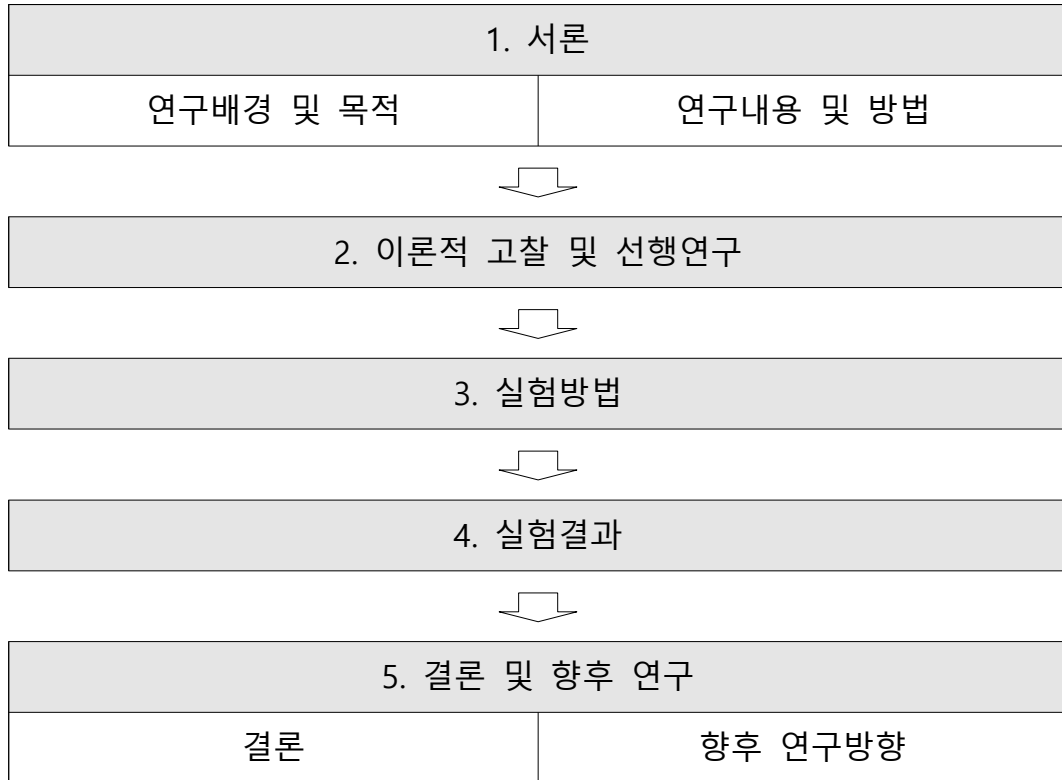 1. 서론
연구배경 및 목적
연구내용 및 방법
2. 이론적 고찰 및 선행연구
3. 실험방법
4. 실험결과
5. 결론 및 향후 연구
결론
향후 연구방향